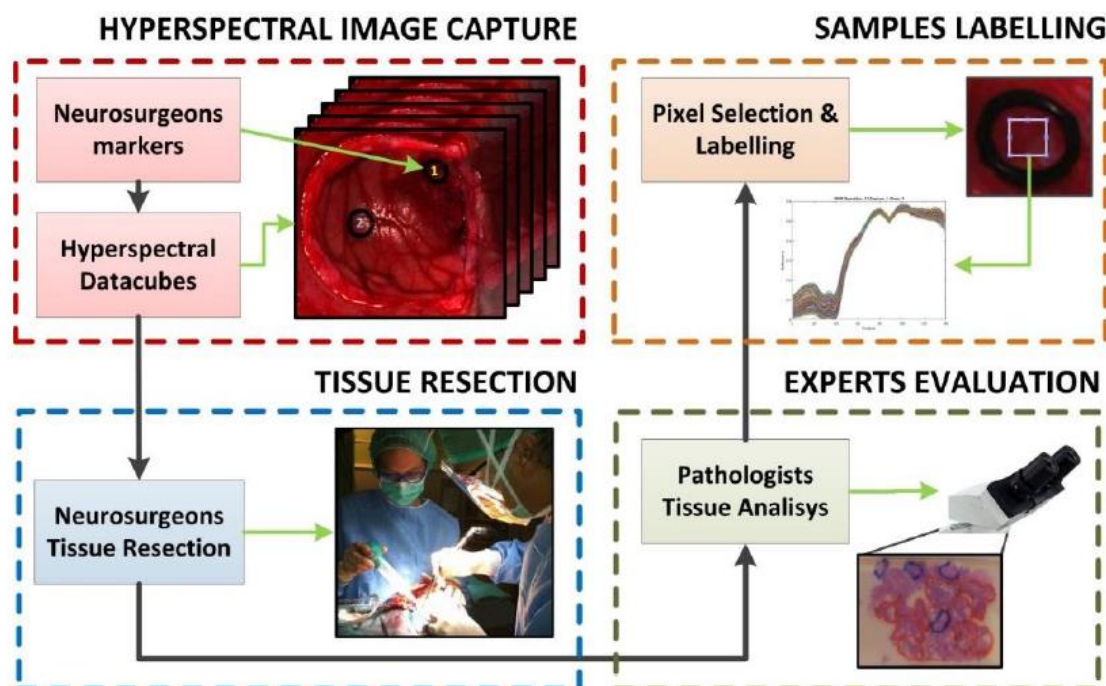 HYPERSPECTRAL IMAGE CAPTURE
Neurosurgeons
markers
1
2
Hyperspectral
Datacubes
SAMPLES LABELLING
Pixel Selection &
Labelling
TISSUE RESECTION
Neurosurgeons
Tissue Resection
EXPERTS EVALUATION
Pathologists
Tissue Analisys